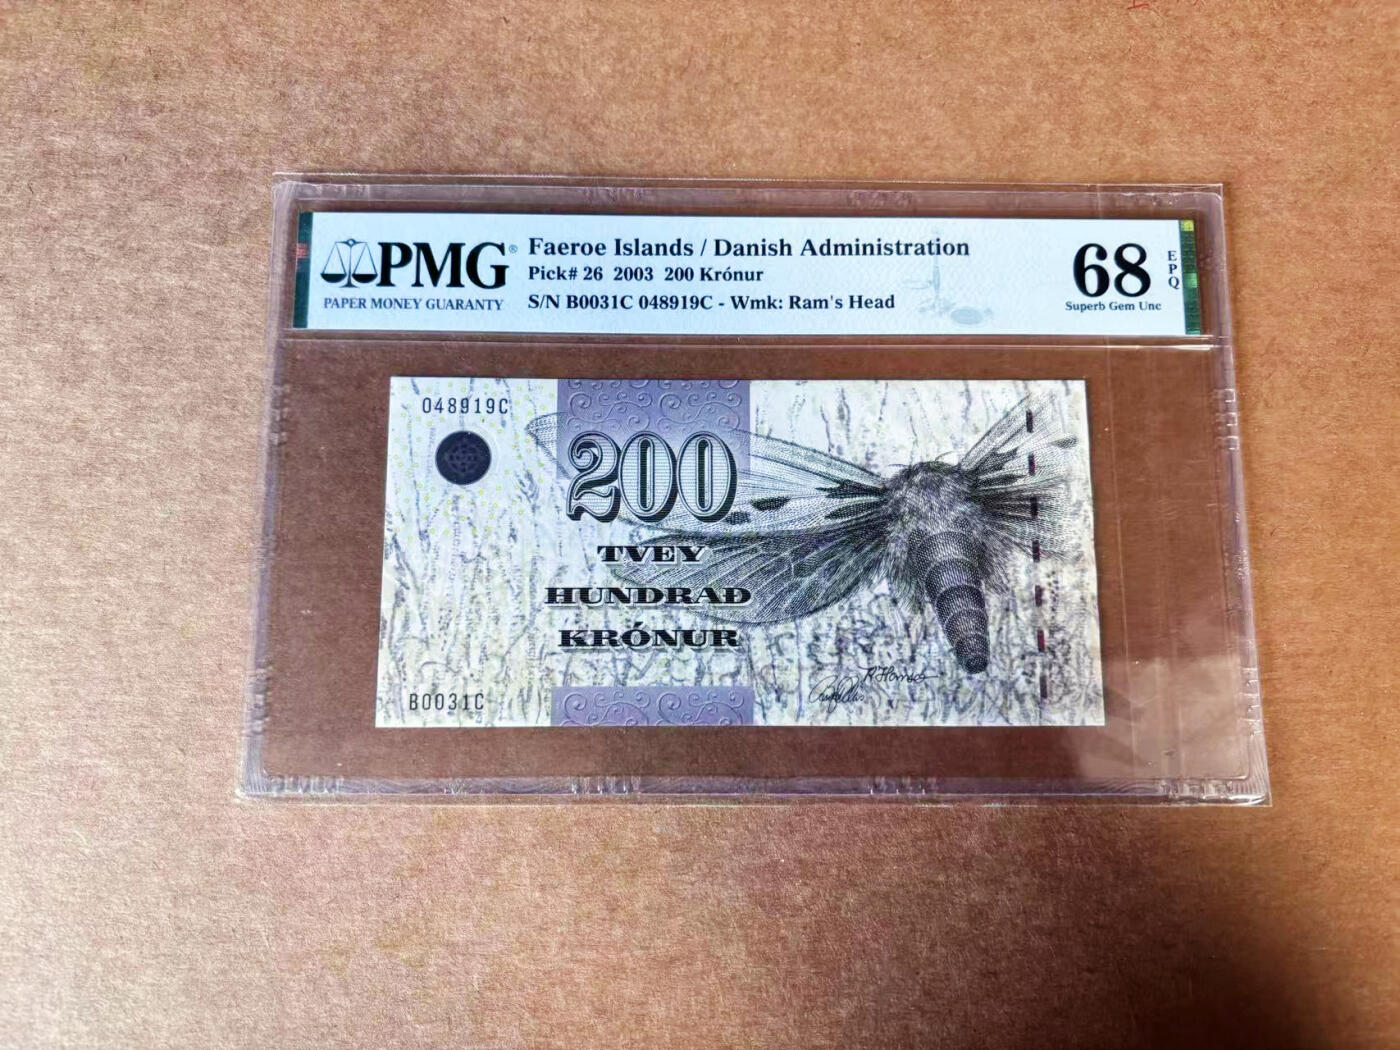 PMG®
PAPER MONEY GUARANTY
Faeroe Islands / Danish Administration
Pick# 26 2003 200 Krónur
S/N B0031C 048919C - Wmk: Ram's Head
68
EPQ
Superb Gem Unc
048919C
200
TVEY
HUNDRAÐ
KRÓNUR
B0031C